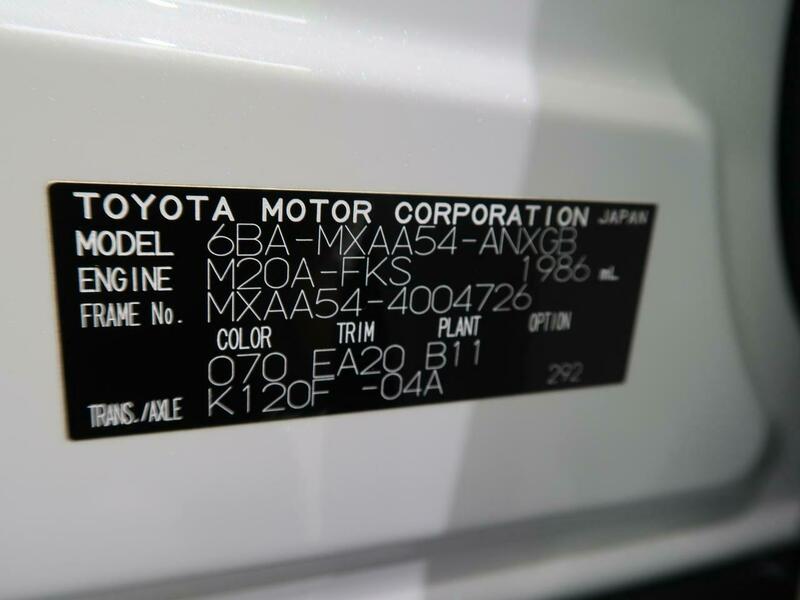 TOYOTA MOTOR CORPORATION JAPAN
MODEL 6BA-MXAA54-ANXGB
ENGINE M20A-FKS 1986 mL
FRAME No. MXAA54-4004726
COLOR TRIM PLANT OPTION
070 EA20 B11
TRANS./AXLE K120F -04A 292